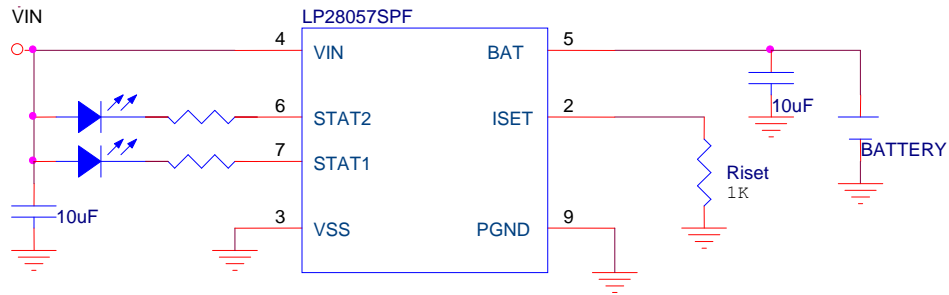 VIN
LP28057SPF
4 VIN BAT 5
6 STAT2 ISET 2
10uF
7 STAT1
BATTERY
Riset
1K
10uF
3 VSS PGND 9